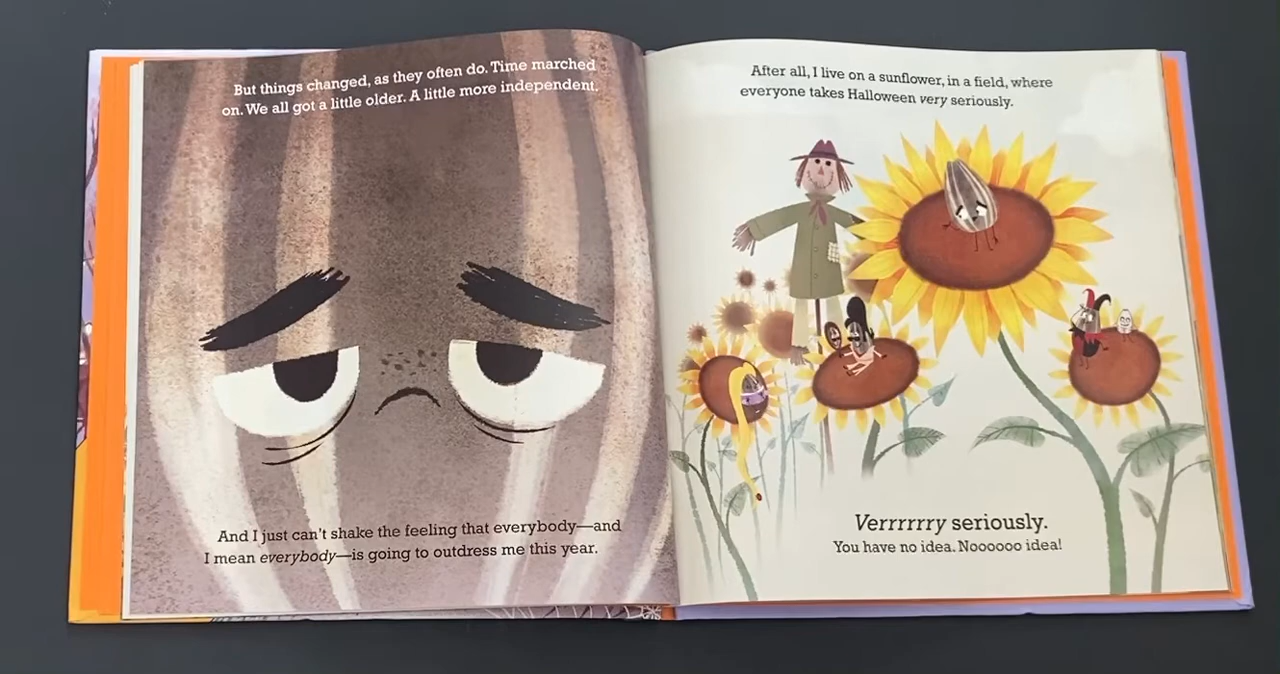 But things changed, as they often do. Time marched
on. We all got a little older. A little more independent.
And I just can't shake the feeling that everybody—and
I mean everybody—is going to outdress me this year.
After all, I live on a sunflower, in a field, where
everyone takes Halloween very seriously.
Verrrrrry seriously.
You have no idea. Noooooo idea!